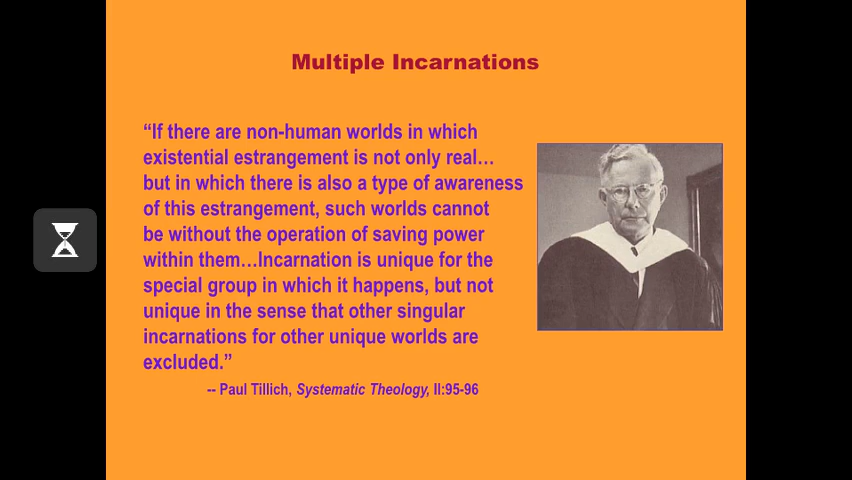 Multiple Incarnations
“If there are non-human worlds in which
existential estrangement is not only real…
but in which there is also a type of awareness
of this estrangement, such worlds cannot
be without the operation of saving power
within them…Incarnation is unique for the
special group in which it happens, but not
unique in the sense that other singular
incarnations for other unique worlds are
excluded.”
-- Paul Tillich, Systematic Theology, II:95-96